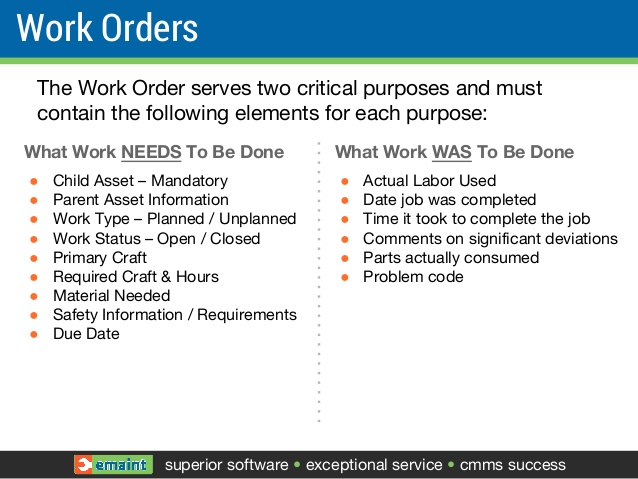 Work Orders
The Work Order serves two critical purposes and must
contain the following elements for each purpose:
What Work NEEDS To Be Done
● Child Asset – Mandatory
● Parent Asset Information
● Work Type – Planned / Unplanned
● Work Status – Open / Closed
● Primary Craft
● Required Craft & Hours
● Material Needed
● Safety Information / Requirements
● Due Date
What Work WAS To Be Done
● Actual Labor Used
● Date job was completed
● Time it took to complete the job
● Comments on significant deviations
● Parts actually consumed
● Problem code
emaint superior software • exceptional service • cmms success